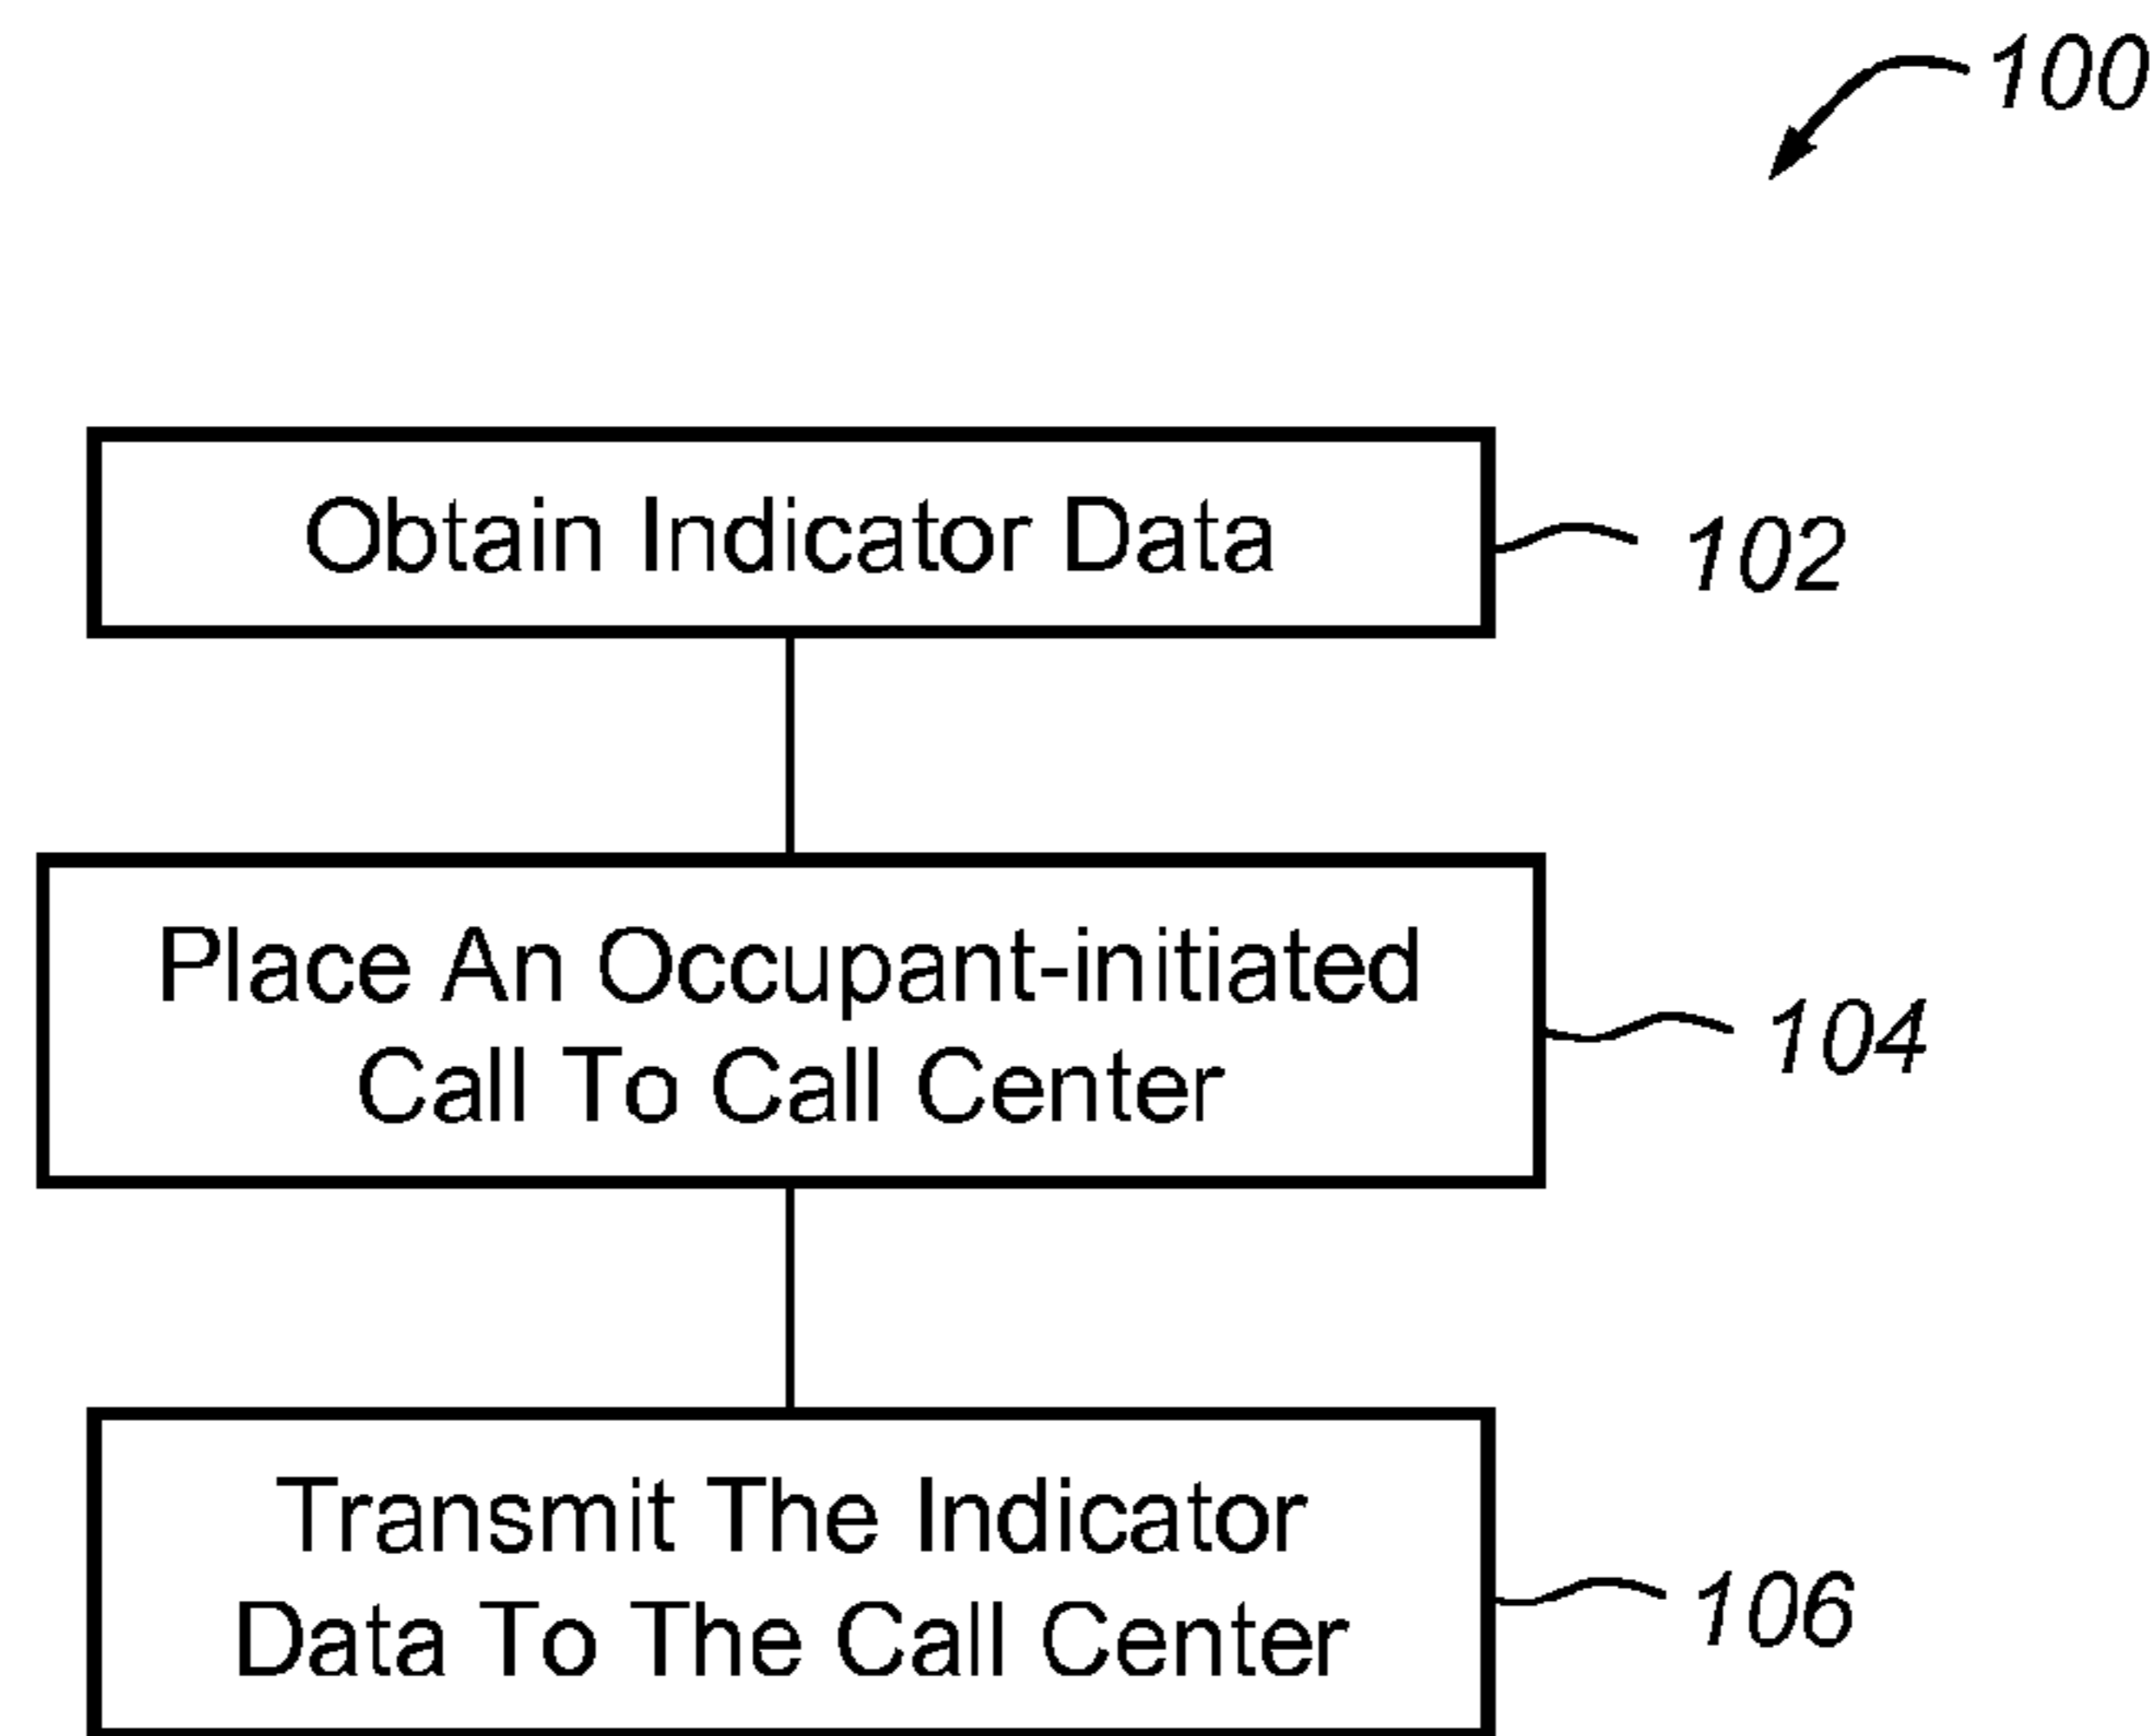 100
Obtain Indicator Data
102
Place An Occupant-initiated
Call To Call Center
104
Transmit The Indicator
Data To The Call Center
106